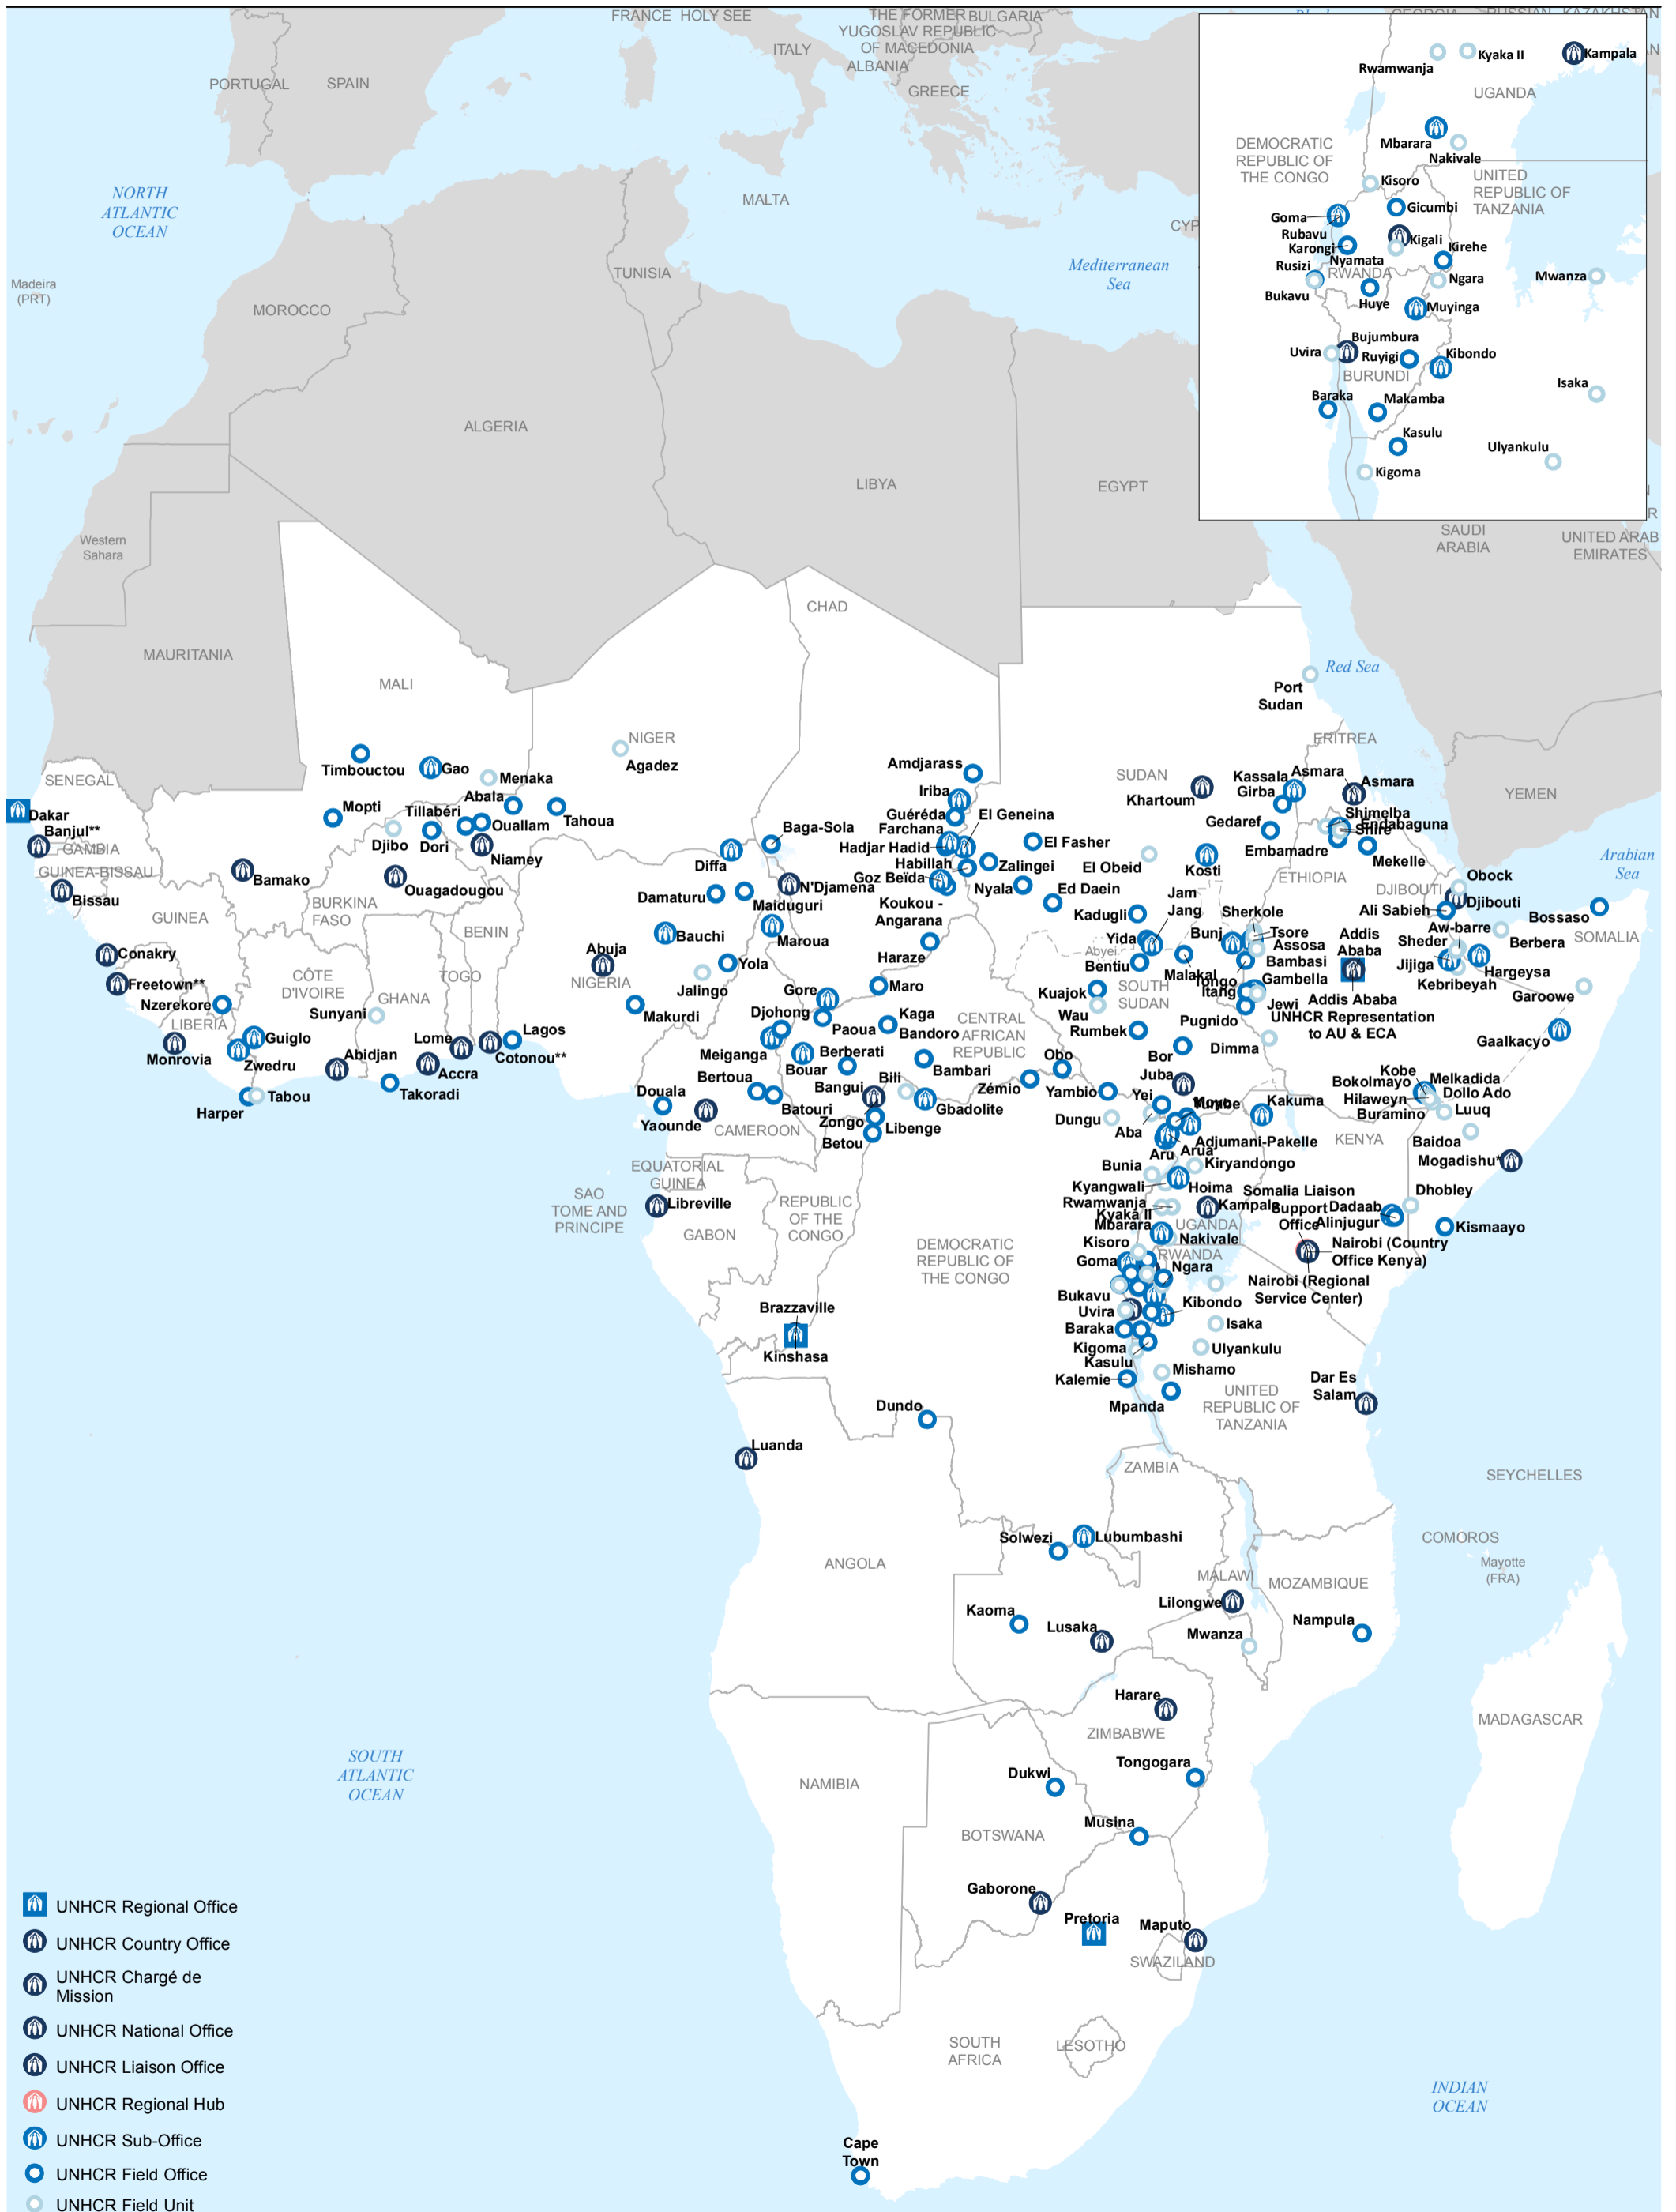 FRANCE
HOLY SEE
THE FORMER
YUGOSLAV REPUBLIC
OF MACEDONIA
BULGARIA
ITALY
ALBANIA
GREECE
PORTUGAL
SPAIN
NORTH
ATLANTIC
OCEAN
MALTA
CYP
Mediterranean
Sea
TUNISIA
Madeira
(PRT)
MOROCCO
ALGERIA
LIBYA
EGYPT
Western
Sahara
SAUDI
ARABIA
UNITED ARAB
EMIRATES
MAURITANIA
Rwamwanja
Kyaka II
Kampala
UGANDA
Mbarara
Nakivale
DEMOCRATIC
REPUBLIC OF
THE CONGO
UNITED
REPUBLIC OF
TANZANIA
Kisoro
Gicumbi
Goma
Rubavu
Karongi
Kigali
Kirehe
Nyamata
Rusizi
RWANDA
Ngara
Mwanza
Bukavu
Huye
Muyinga
Bujumbura
Uvira
Ruyigi
Kibondo
BURUNDI
Isaka
Baraka
Makamba
Kasulu
Ulyankulu
Kigoma
CHAD
MALI
NIGER
Red Sea
Port
Sudan
ERITREA
YEMEN
SENEGAL
Timbouctou
Gao
Menaka
Agadez
Amdjarass
SUDAN
Khartoum
Kassala
Asmara
Asmara
Girba
Iriba
Dakar
Banjul**
GAMBIA
GUINEA-BISSAU
Bissau
Mopti
Tillabéri
Abala
Ouallam
Tahoua
Djibo
Dori
Niamey
Bamako
Ouagadougou
BURKINA
FASO
GUINEA
Baga-Sola
Diffa
Guéréda
Farchana
Hadjar Hadid
Habillah
Goz Beïda
El Geneina
El Fasher
Zalingei
Nyala
Ed Daein
Koukou -
Angarana
El Obeid
Kosti
Gedaref
Shimelba
Endabaguna
Shire
Embamadre
Mekelle
ETHIOPIA
DJIBOUTI
Obock
Djibouti
Ali Sabieh
Arabian
Sea
Bossaso
SOMALIA
Aw-barre
Berbera
Sheder
Jijiga
Hargeysa
Kebribeyah
Garoowe
Gaalkacyo
N'Djamena
Damaturu
Maiduguri
Maroua
Bauchi
Abuja
NIGERIA
Yola
Jalingo
Makurdi
BENIN
TOGO
GHANA
CÔTE
D'IVOIRE
Conakry
Freetown**
Nzerekore
LIBERIA
Monrovia
Guiglo
Zwedru
Harper
Tabou
Sunyani
Abidjan
Lome
Accra
Takoradi
Lagos
Cotonou**
Haraze
Maro
Gore
Djohong
Paoua
Kaga
Bandoro
CENTRAL
AFRICAN
REPUBLIC
Meiganga
Bouar
Berberati
Bambari
Bertoua
Batouri
Bangui
Bili
Gbadolite
Zémio
Obo
Douala
Yaounde
CAMEROON
Zongo
Libenge
Betou
Kadugli
Jam
Jang
Yida
Abyei
Bentiu
Malakal
Sherkole
Bunj
Tsore
Assosa
Bambasi
Tongo
Gambella
Itang
Jewi
Pugnido
Dimma
Addis
Ababa
Addis Ababa
UNHCR Representation
to AU & ECA
Kuajok
SOUTH
SUDAN
Wau
Rumbek
Bor
Juba
Yambio
Yei
Moyo
Dungu
Aba
Kakuma
Adjumani-Pakelle
Aru
Arua
Kobe
Bokolmayo
Melkadida
Hilaweyn
Dollo Ado
Buramino
Luuq
KENYA
Baidoa
Mogadishu*
Bunia
Kiryandongo
Kyangwali
Hoima
Rwamwanja
Kyaka II
Kampala
Mbarara
UGANDA
Nakivale
Kisoro
RWANDA
Goma
Ngara
Somalia Liaison
Support
Office
Dadaab
Alinjugur
Dhobley
Kismaayo
Nairobi (Country
Office Kenya)
Nairobi (Regional
Service Center)
EQUATORIAL
GUINEA
SAO
TOME AND
PRINCIPE
Libreville
GABON
REPUBLIC
OF THE
CONGO
DEMOCRATIC
REPUBLIC OF
THE CONGO
Bukavu
Uvira
Kibondo
Baraka
Isaka
Kigoma
Ulyankulu
Kasulu
Kalemie
Mishamo
Mpanda
UNITED
REPUBLIC OF
TANZANIA
Dar Es
Salam
Brazzaville
Kinshasa
Dundo
Luanda
ZAMBIA
SEYCHELLES
Solwezi
Lubumbashi
ANGOLA
COMOROS
Mayotte
(FRA)
MALAWI
MOZAMBIQUE
Lilongwe
Kaoma
Lusaka
Mwanza
Nampula
Harare
ZIMBABWE
MADAGASCAR
Tongogara
Dukwi
NAMIBIA
BOTSWANA
Musina
SOUTH
ATLANTIC
OCEAN
Gaborone
Pretoria
Maputo
SWAZILAND
SOUTH
AFRICA
LESOTHO
INDIAN
OCEAN
Cape
Town
UNHCR Regional Office
UNHCR Country Office
UNHCR Chargé de
Mission
UNHCR National Office
UNHCR Liaison Office
UNHCR Regional Hub
UNHCR Sub-Office
UNHCR Field Office
UNHCR Field Unit